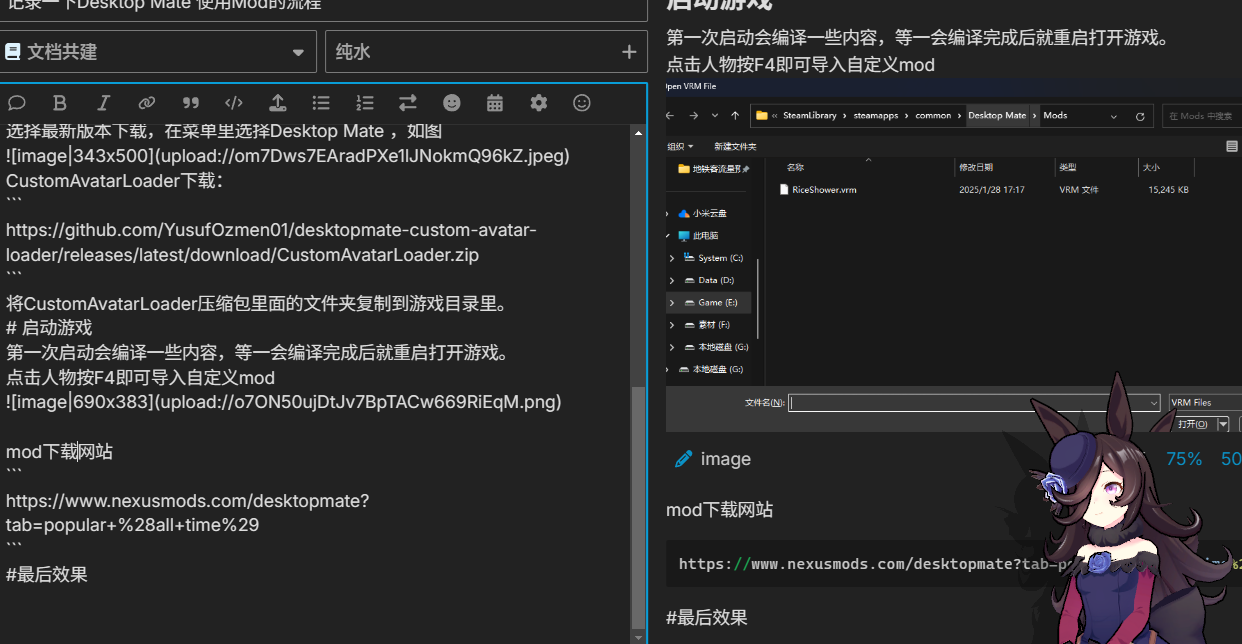 记录一下Desktop Mate 使用Mod的流程
文档共建
纯水
选择最新版本下载，在菜单里选择Desktop Mate ，如图
![image|343x500](upload://om7Dws7EAradPXe1lJNokmQ96kZ.jpeg)
CustomAvatarLoader下载：
```
https://github.com/YusufOzmen01/desktopmate-custom-avatar-
loader/releases/latest/download/CustomAvatarLoader.zip
```
将CustomAvatarLoader压缩包里面的文件夹复制到游戏目录里。
# 启动游戏
第一次启动会编译一些内容，等一会编译完成后就重启打开游戏。
点击人物按F4即可导入自定义mod
![image|690x383](upload://o7ON50ujDtJv7BpTACw669RiEqM.png)
mod下载网站
```
https://www.nexusmods.com/desktopmate?
tab=popular+%28all+time%29
```
#最后效果
启动游戏
第一次启动会编译一些内容，等一会编译完成后就重启打开游戏。
点击人物按F4即可导入自定义mod
Open VRM File
« SteamLibrary › steamapps › common › Desktop Mate › Mods
在 Mods 中搜索
组织 新建文件夹
名称 修改日期 类型 大小
RiceShower.vrm 2025/1/28 17:17 VRM 文件 15,245 KB
小米云盘
此电脑
System (C:)
Data (D:)
Game (E:)
素材 (F:)
本地磁盘 (G:)
本地磁盘 (G:)
文件名(N):
VRM Files
打开(O)
image
75% 50
mod下载网站
https://www.nexusmods.com/desktopmate?tab=po
#最后效果